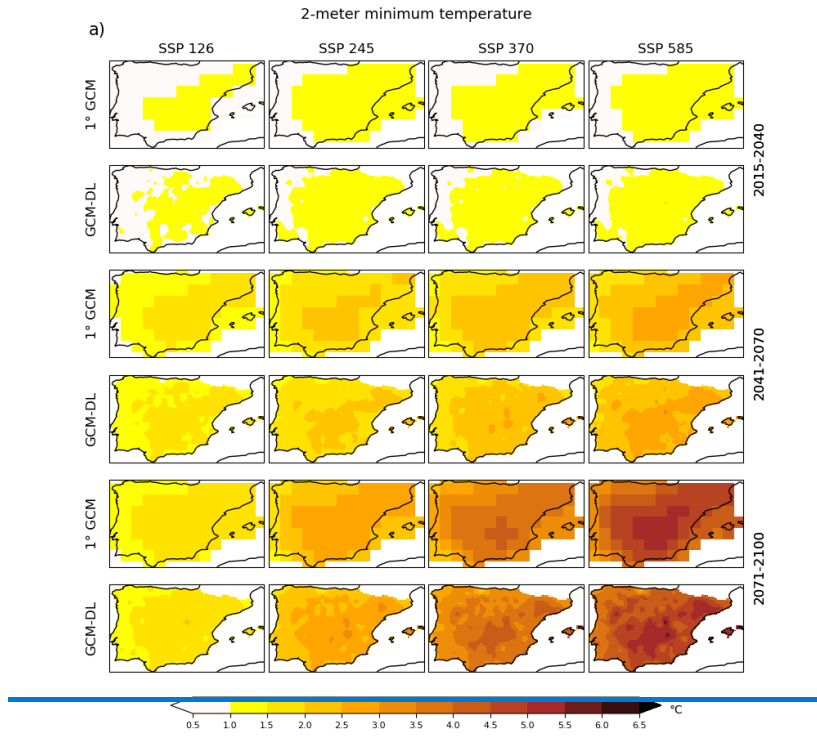 2-meter minimum temperature
a)
SSP 126 SSP 245 SSP 370 SSP 585
1° GCM
GCM-DL
2015-2040
1° GCM
GCM-DL
2041-2070
1° GCM
GCM-DL
2071-2100
0.5 1.0 1.5 2.0 2.5 3.0 3.5 4.0 4.5 5.0 5.5 6.0 6.5 °C